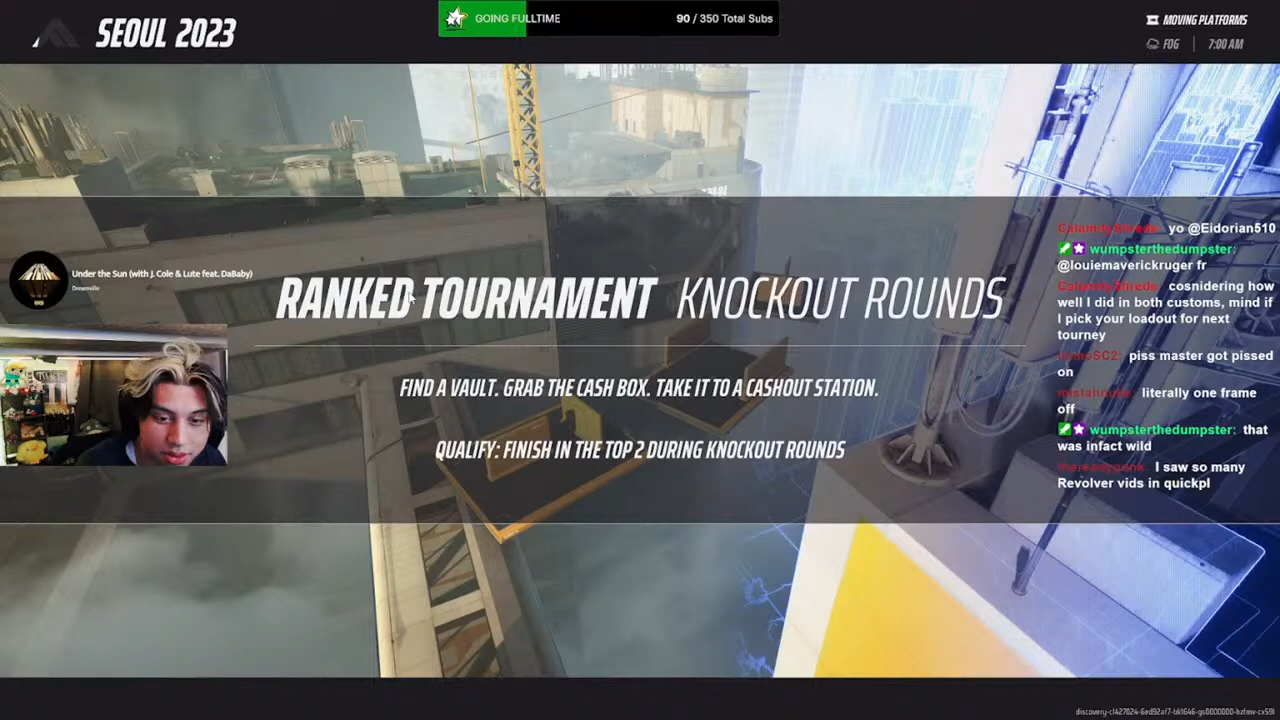 SEOUL 2023
GOING FULLTIME
90 / 350 Total Subs
MOVING PLATFORMS
FOG
7:00 AM
Under the Sun (with J. Cole & Lute feat. DaBaby)
Dreamville
RANKED TOURNAMENT KNOCKOUT ROUNDS
FIND A VAULT. GRAB THE CASH BOX. TAKE IT TO A CASHOUT STATION.
QUALIFY: FINISH IN THE TOP 2 DURING KNOCKOUT ROUNDS
yo @Eidorian510
wumpsterthedumpster:
@louiemaverickruger fr
CalamityShreds: cosnidering how
well I did in both customs, mind if
I pick your loadout for next
tourney
piss master got pissed
on
literally one frame
off
wumpsterthedumpster: that
was infact wild
I saw so many
Revolver vids in quickpl